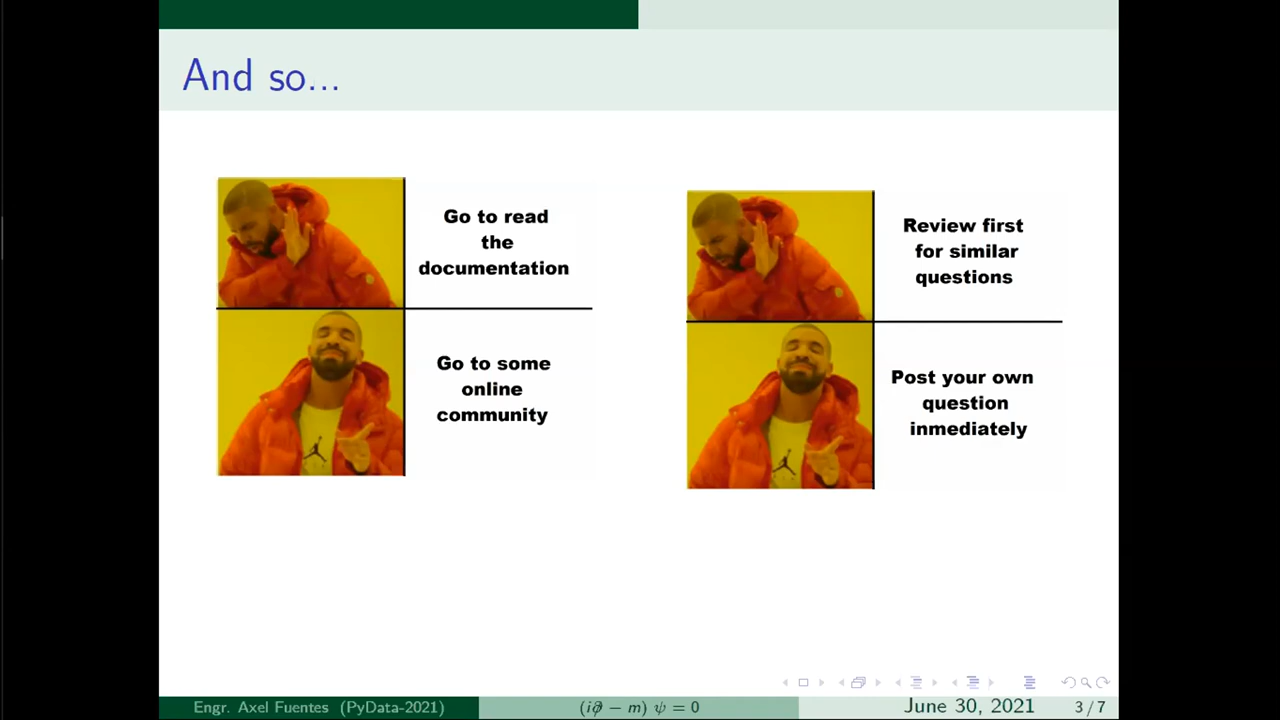 And so...
Go to read
the
documentation
Go to some
online
community
Review first
for similar
questions
Post your own
question
inmediately
Engr. Axel Fuentes (PyData-2021)
(i∂̸ − m) ψ = 0
June 30, 2021
3 / 7